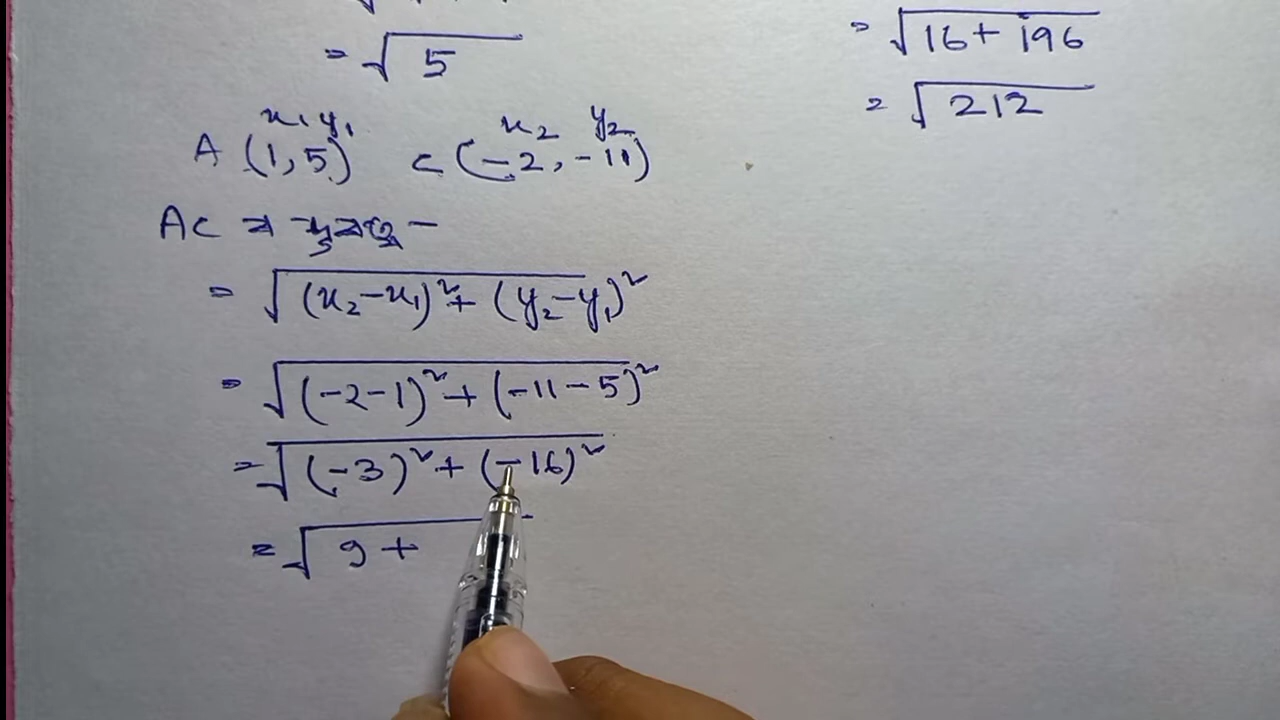 = √5
x₁ y₁ x₂ y₂
A (1, 5) C (-2, -11)
AC
= √(x₂-x₁)² + (y₂-y₁)²
= √(-2-1)² + (-11-5)²
= √(-3)² + (-16)²
= √9 +
= √16+196
= √212